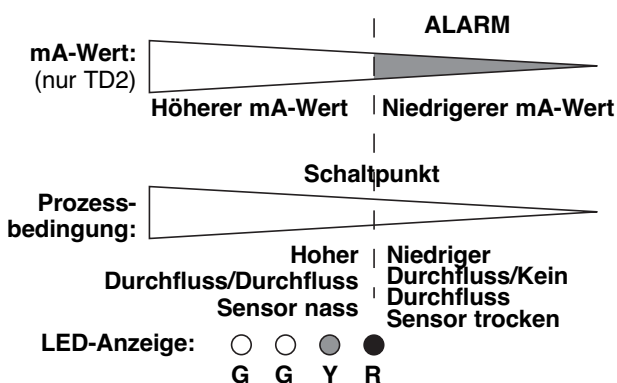 ALARM
mA-Wert:
(nur TD2)
Höherer mA-Wert
Niedrigerer mA-Wert
Schaltpunkt
Prozess-
bedingung:
Hoher
Durchfluss/Durchfluss
Sensor nass
Niedriger
Durchfluss/Kein
Durchfluss
Sensor trocken
LED-Anzeige:
G G Y R